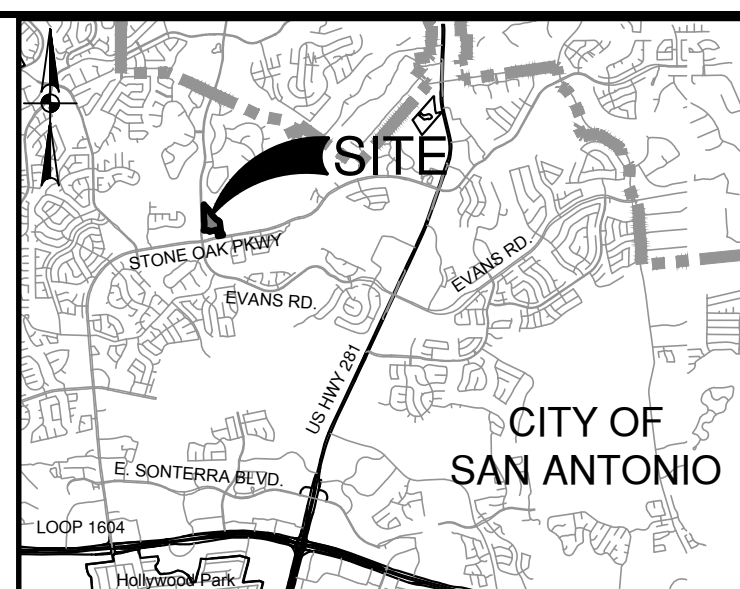 SITE
STONE OAK PKWY
EVANS RD.
EVANS RD.
US HWY 281
CITY OF
SAN ANTONIO
E. SONTERRA BLVD.
LOOP 1604
Hollywood Park